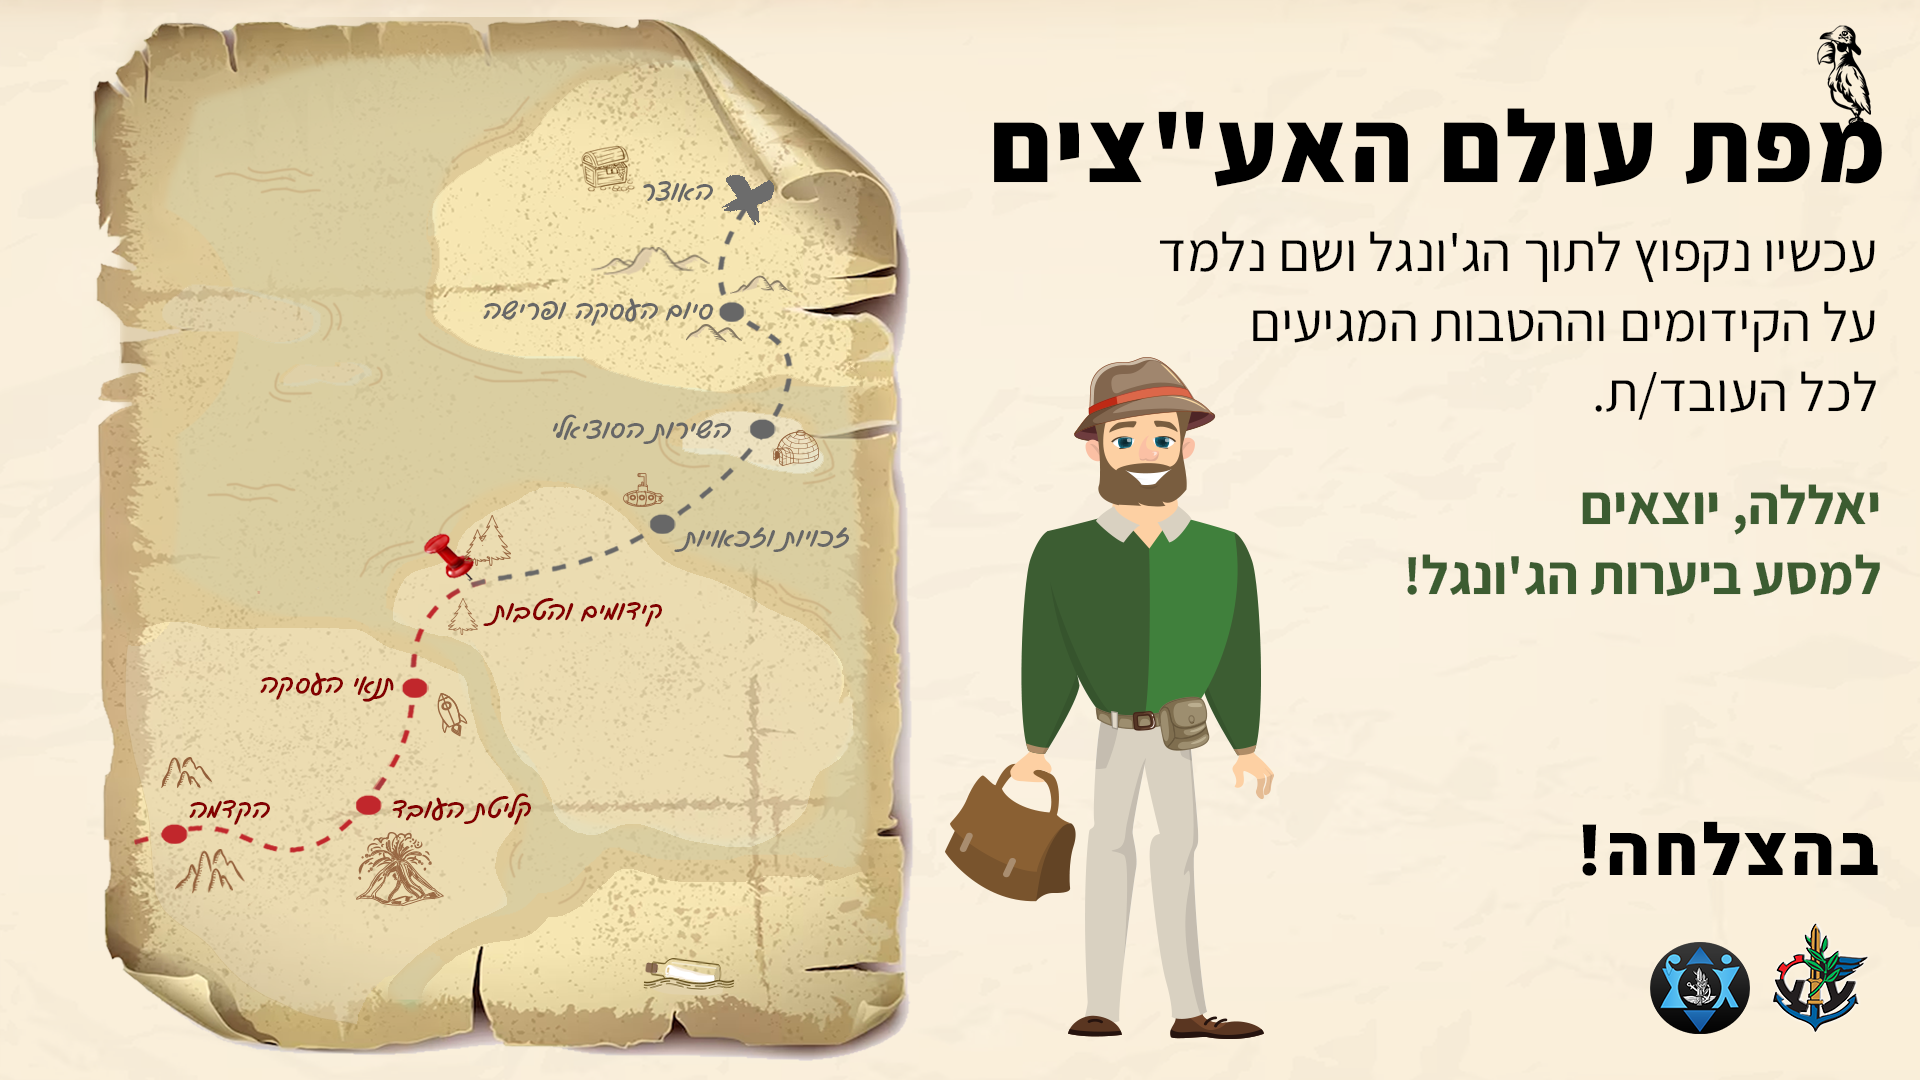 מפת עולם האע"צים
עכשיו נקפוץ לתוך הג'ונגל ושם נלמד
על הקידומים וההטבות המגיעים
לכל העובד/ת.
יאללה, יוצאים
למסע ביערות הג'ונגל!
בהצלחה!
האוצר
סיום העסקה ופרישה
השירות הסוציאלי
זכויות וזכאויות
קידומים והטבות
תנאי העסקה
קליטת העובד
הקדמה